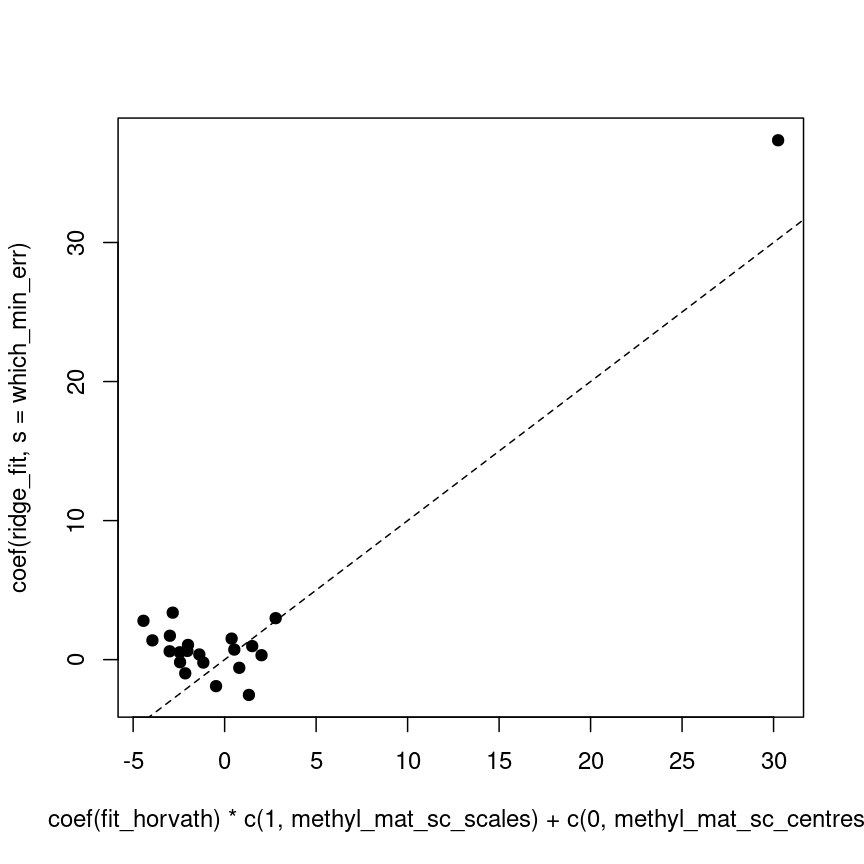 coef(ridge_fit, s = which_min_err)
30
20
10
0
-5 0 5 10 15 20 25 30
coef(fit_horvath) * c(1, methyl_mat_sc_scales) + c(0, methyl_mat_sc_centres